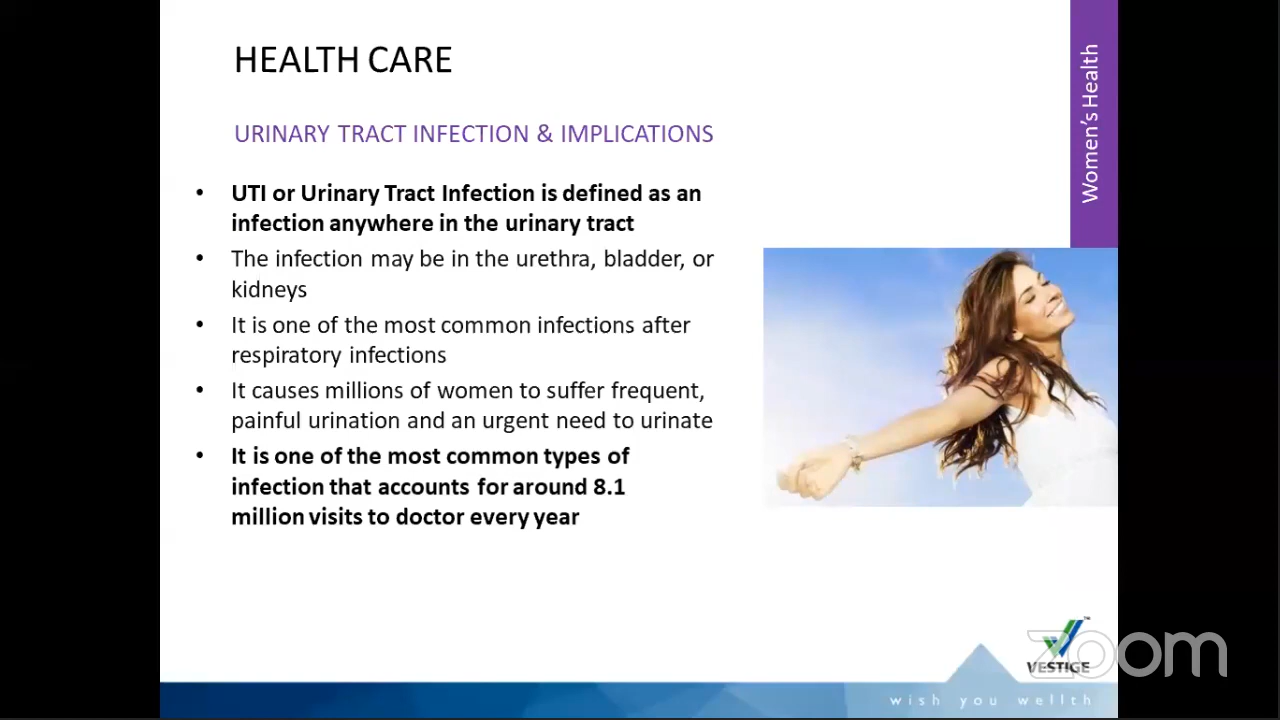 HEALTH CARE
Women's Health
URINARY TRACT INFECTION & IMPLICATIONS
• UTI or Urinary Tract Infection is defined as an
infection anywhere in the urinary tract
• The infection may be in the urethra, bladder, or
kidneys
• It is one of the most common infections after
respiratory infections
• It causes millions of women to suffer frequent,
painful urination and an urgent need to urinate
• It is one of the most common types of
infection that accounts for around 8.1
million visits to doctor every year
TM
zoom
VESTIGE
wish you wellth